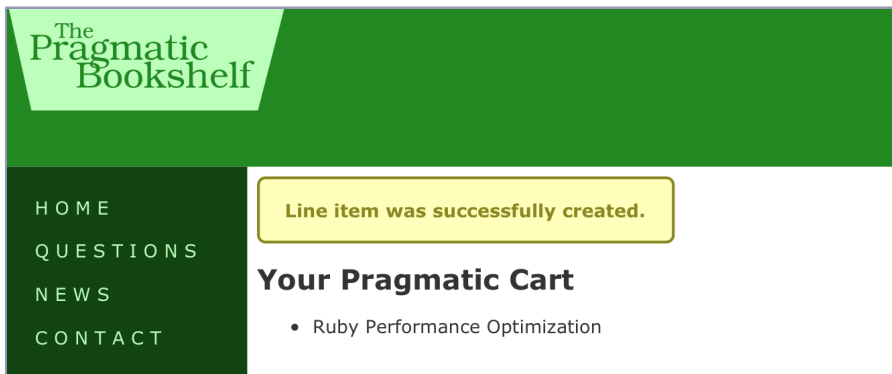 The
Pragmatic
Bookshelf
HOME
QUESTIONS
NEWS
CONTACT
Line item was successfully created.
Your Pragmatic Cart
• Ruby Performance Optimization